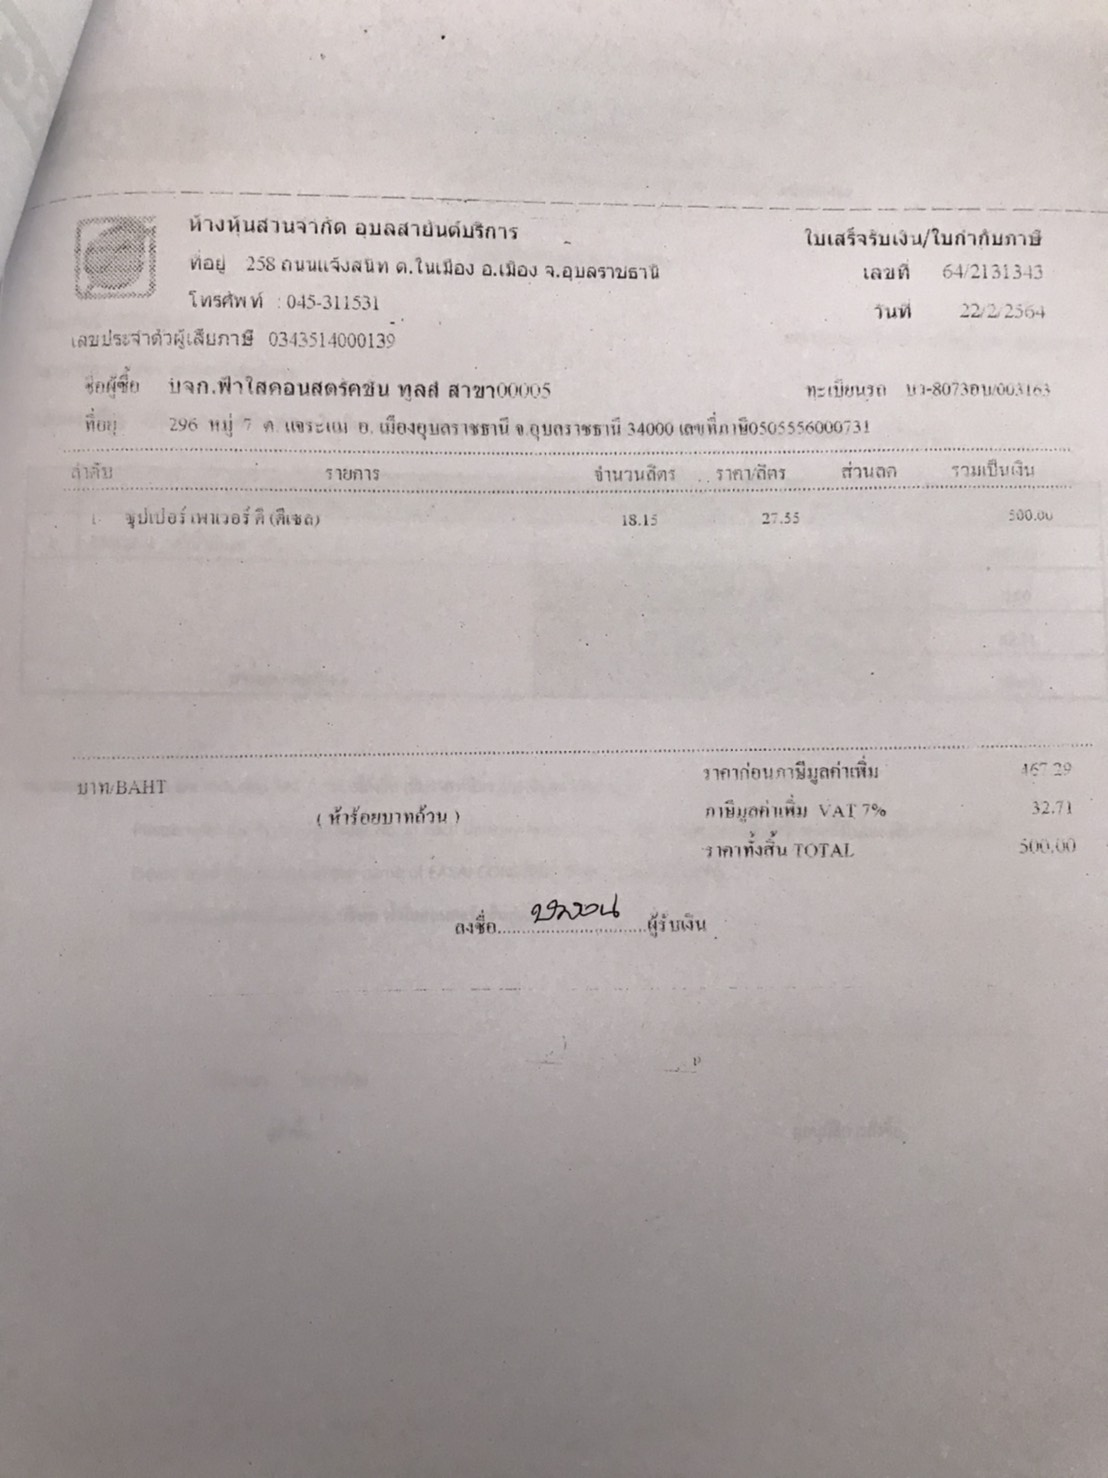 ห้างหุ้นส่วนจำกัด อุบลสายันต์บริการ
ใบเสร็จรับเงิน/ใบกำกับภาษี
ที่อยู่ 258 ถนนแจ้งสนิท ต.ในเมือง อ.เมือง จ.อุบลราชธานี
เลขที่ 64/2131343
โทรศัพท์ : 045-311531
วันที่ 22/2/2564
เลขประจำตัวผู้เสียภาษี 0343514000139
ชื่อผู้ซื้อ บจก.ฟ้าใสคอนสตรัคชั่น ทูลส์ สาขา00005
ทะเบียนรถ บว-8073อบ/003163
ที่อยู่ 296 หมู่ 7 ต. แจระแม อ. เมืองอุบลราชธานี จ.อุบลราชธานี 34000 เลขที่ภาษี0505556000731
ลำดับ รายการ จำนวนลิตร ราคา/ลิตร ส่วนลด รวมเป็นเงิน
1 ซุปเปอร์ เพาเวอร์ ดี (ดีเซล) 18.15 27.55 500.00
บาท/BAHT
( ห้าร้อยบาทถ้วน )
ราคาก่อนภาษีมูลค่าเพิ่ม 467.29
ภาษีมูลค่าเพิ่ม VAT 7% 32.71
ราคาทั้งสิ้น TOTAL 500.00
ลงชื่อ..............................ผู้รับเงิน